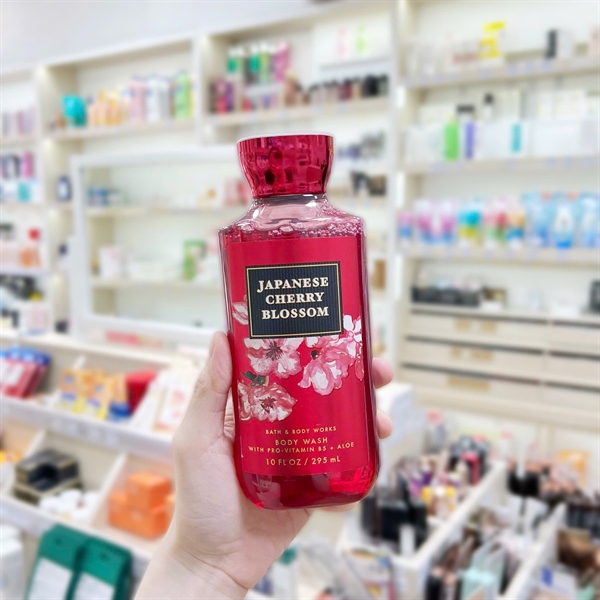 JAPANESE
CHERRY
BLOSSOM
BATH & BODY WORKS
BODY WASH
WITH PRO-VITAMIN B5 + ALOE
10 FL OZ / 295 mL